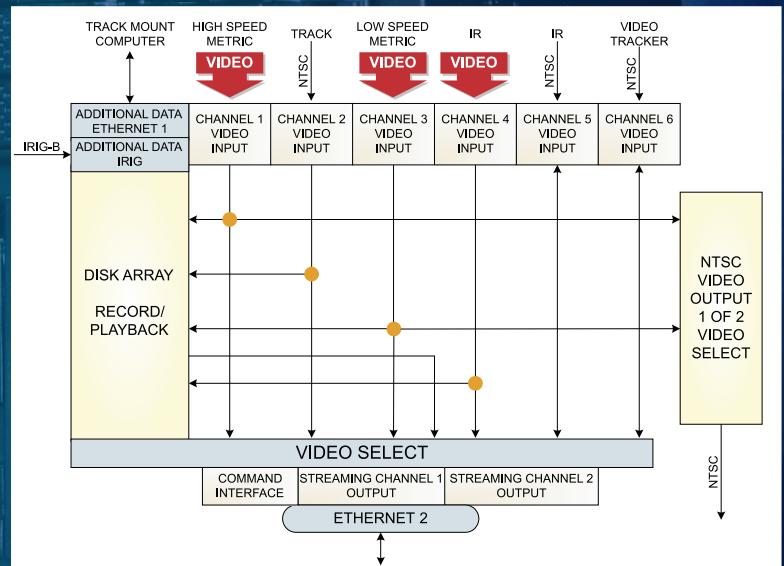 TRACK MOUNT
COMPUTER
HIGH SPEED
METRIC
TRACK
LOW SPEED
METRIC
IR
IR
VIDEO
TRACKER
VIDEO
NTSC
VIDEO
VIDEO
NTSC
NTSC
ADDITIONAL DATA
ETHERNET 1
ADDITIONAL DATA
IRIG
IRIG-B
CHANNEL 1
VIDEO
INPUT
CHANNEL 2
VIDEO
INPUT
CHANNEL 3
VIDEO
INPUT
CHANNEL 4
VIDEO
INPUT
CHANNEL 5
VIDEO
INPUT
CHANNEL 6
VIDEO
INPUT
DISK ARRAY
RECORD/
PLAYBACK
NTSC
VIDEO
OUTPUT
1 OF 2
VIDEO
SELECT
VIDEO SELECT
COMMAND
INTERFACE
STREAMING CHANNEL 1
OUTPUT
STREAMING CHANNEL 2
OUTPUT
NTSC
ETHERNET 2